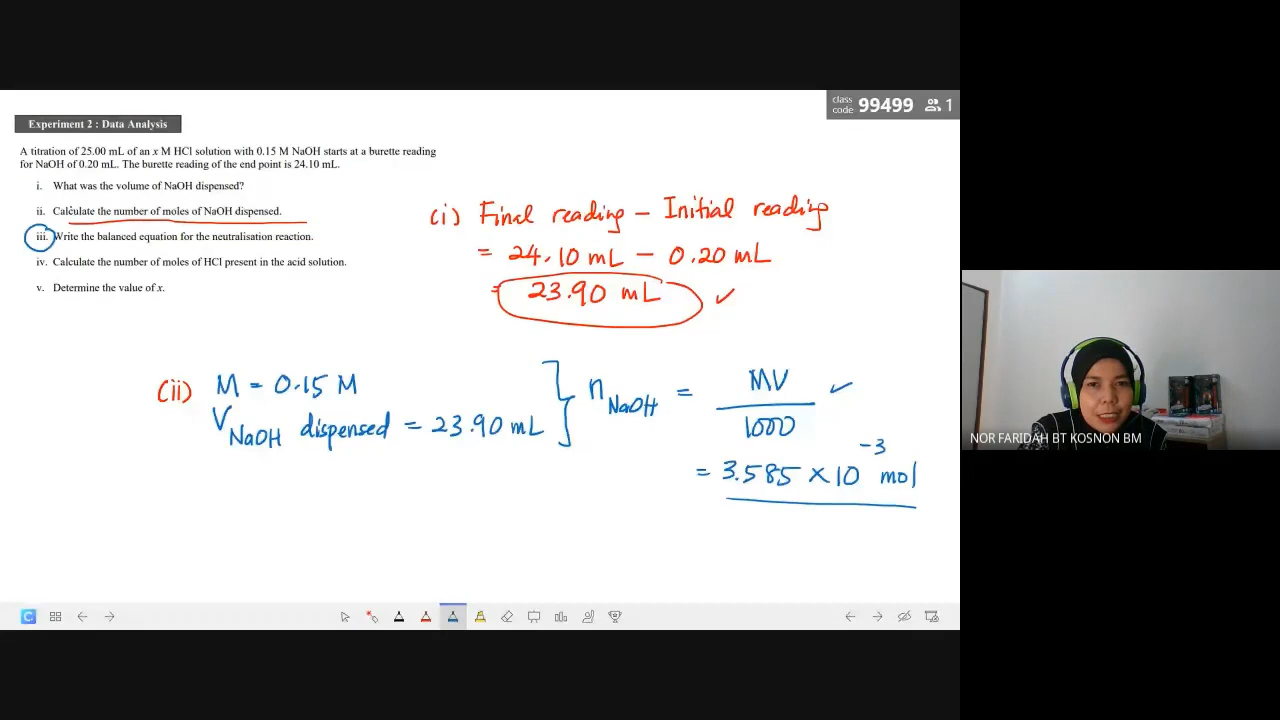 class code 99499 1
Experiment 2 : Data Analysis
A titration of 25.00 mL of an x M HCl solution with 0.15 M NaOH starts at a burette reading
for NaOH of 0.20 mL. The burette reading of the end point is 24.10 mL.
i. What was the volume of NaOH dispensed?
ii. Calculate the number of moles of NaOH dispensed.
iii. Write the balanced equation for the neutralisation reaction.
iv. Calculate the number of moles of HCl present in the acid solution.
v. Determine the value of x.
(i) Final reading - Initial reading
= 24.10 mL - 0.20 mL
= 23.90 mL ✓
(ii) M = 0.15 M
V NaOH dispensed = 23.90 mL
n NaOH = MV / 1000 ✓
= 3.585 × 10⁻³ mol
NOR FARIDAH BT KOSNON BM